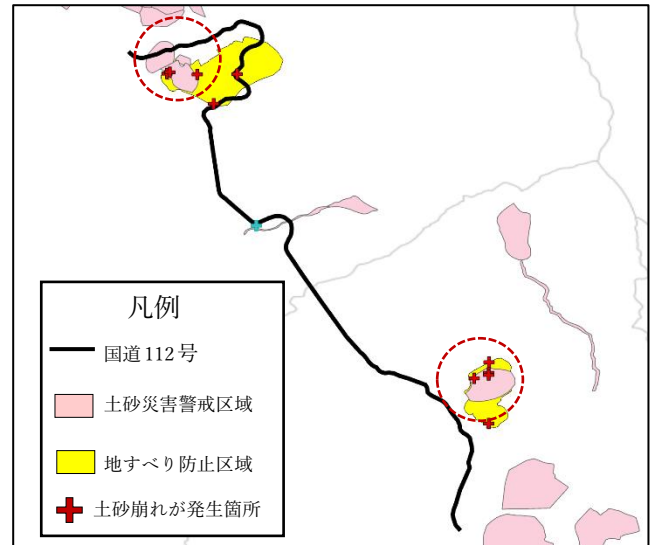 凡例
国道112号
土砂災害警戒区域
地すべり防止区域
土砂崩れが発生箇所